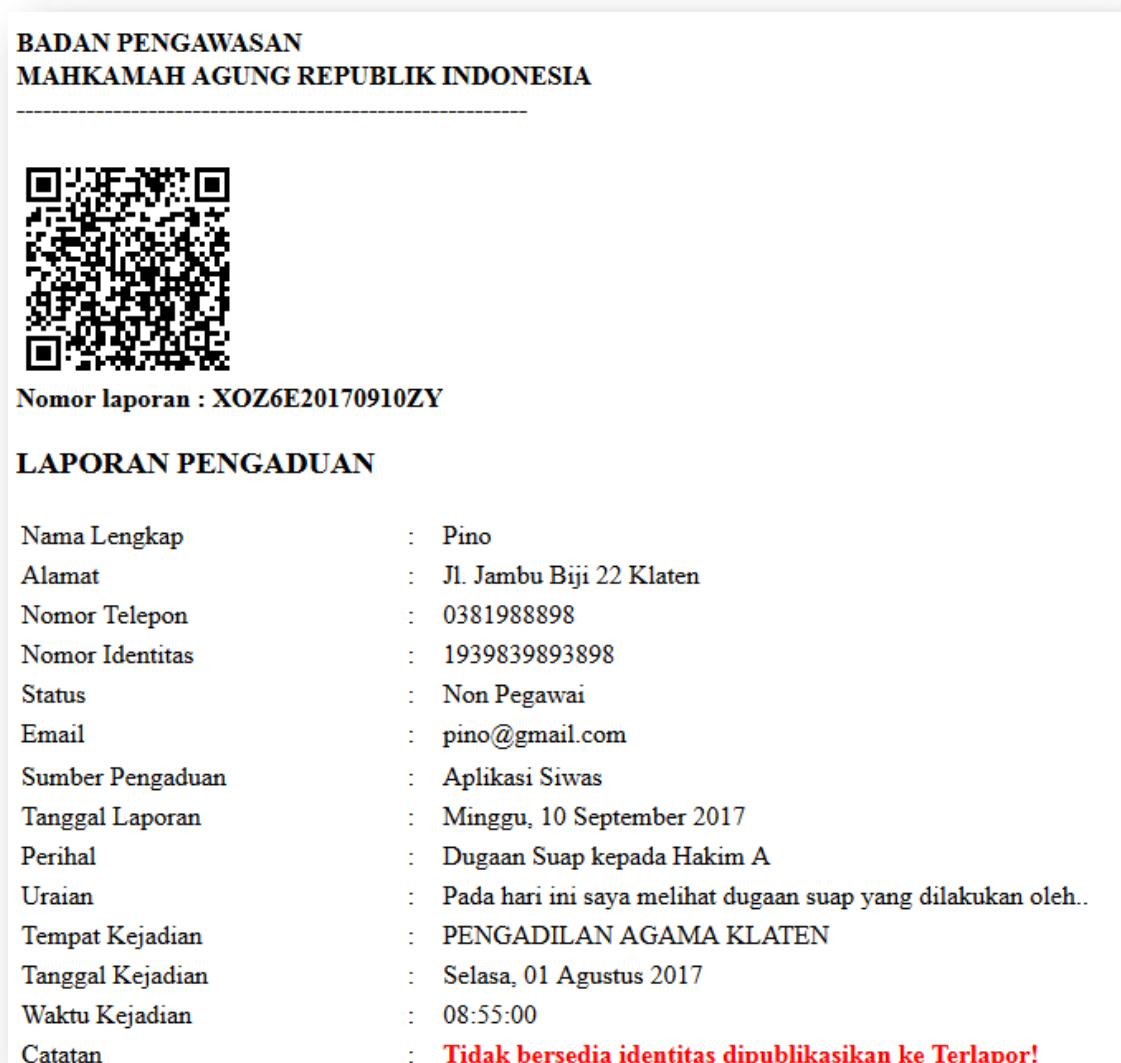 BADAN PENGAWASAN
MAHKAMAH AGUNG REPUBLIK INDONESIA
----------------------------------------------------------
Nomor laporan : XOZ6E20170910ZY
LAPORAN PENGADUAN
Nama Lengkap : Pino
Alamat : Jl. Jambu Biji 22 Klaten
Nomor Telepon : 0381988898
Nomor Identitas : 1939839893898
Status : Non Pegawai
Email : pino@gmail.com
Sumber Pengaduan : Aplikasi Siwas
Tanggal Laporan : Minggu, 10 September 2017
Perihal : Dugaan Suap kepada Hakim A
Uraian : Pada hari ini saya melihat dugaan suap yang dilakukan oleh..
Tempat Kejadian : PENGADILAN AGAMA KLATEN
Tanggal Kejadian : Selasa, 01 Agustus 2017
Waktu Kejadian : 08:55:00
Catatan : Tidak bersedia identitas dipublikasikan ke Terlapor!